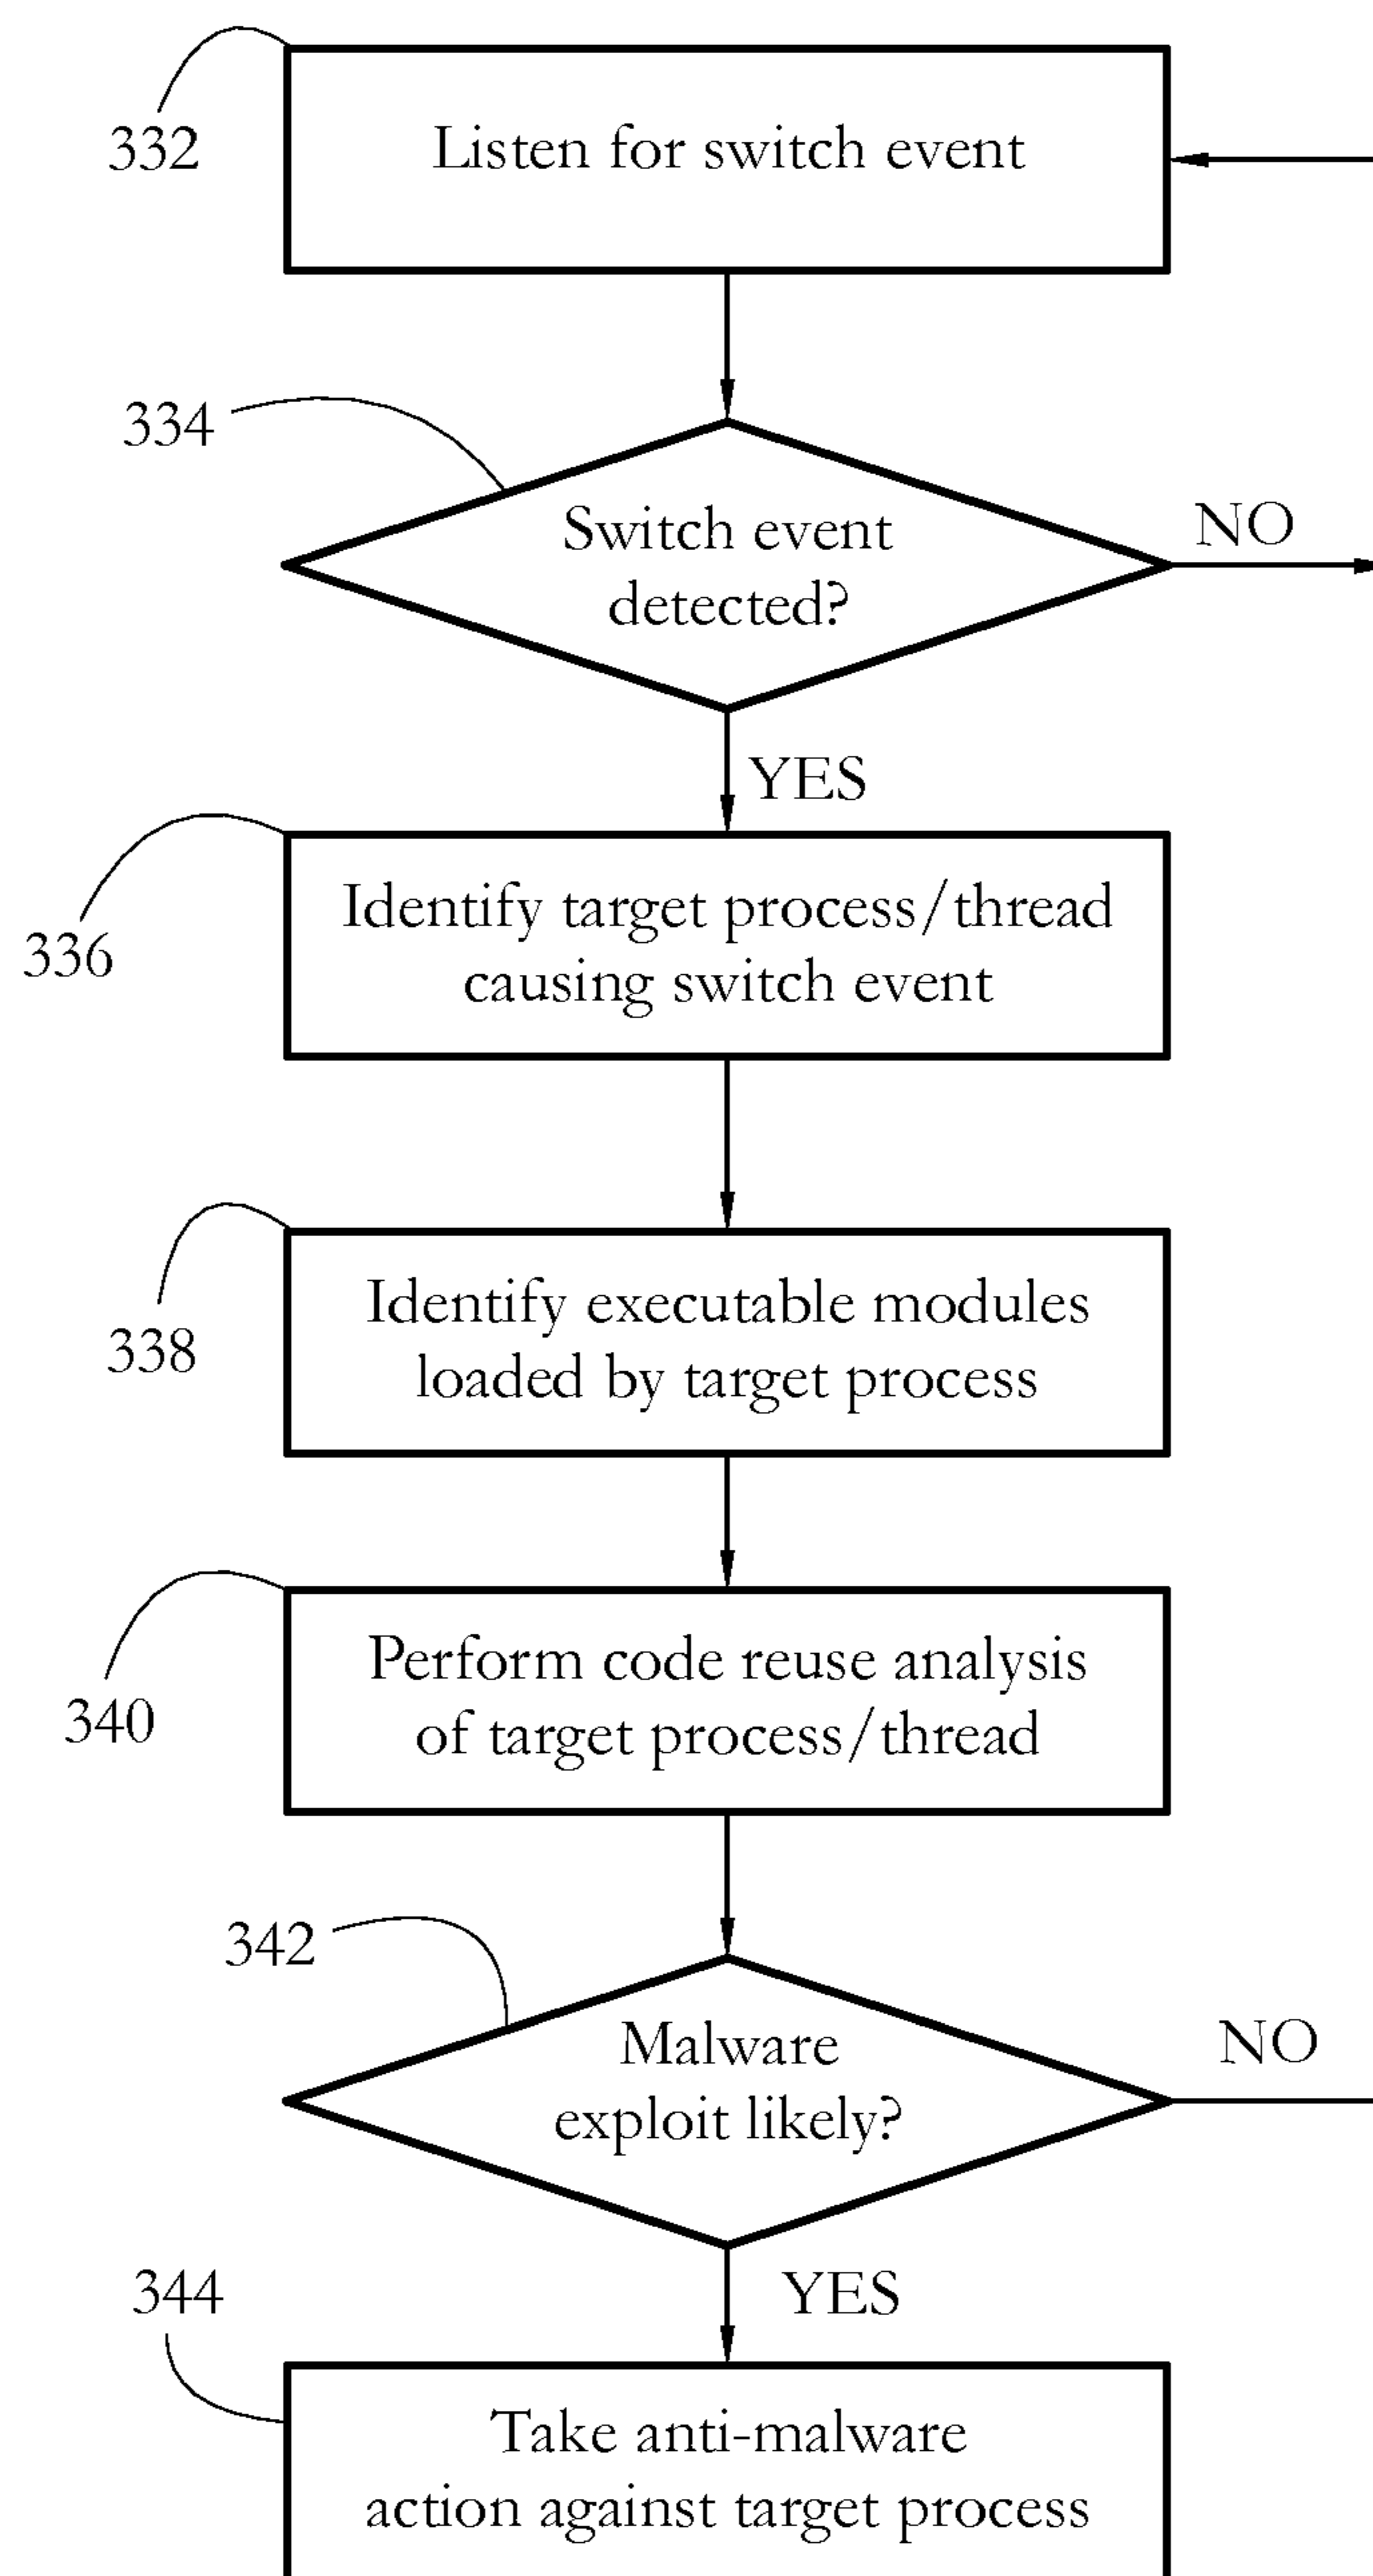 332
Listen for switch event
334
Switch event
detected?
NO
YES
336
Identify target process/thread
causing switch event
338
Identify executable modules
loaded by target process
340
Perform code reuse analysis
of target process/thread
342
Malware
exploit likely?
NO
YES
344
Take anti-malware
action against target process